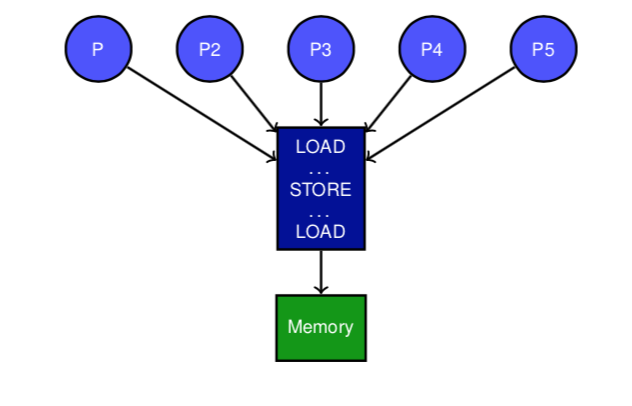 P
P2
P3
P4
P5
LOAD
...
STORE
...
LOAD
Memory